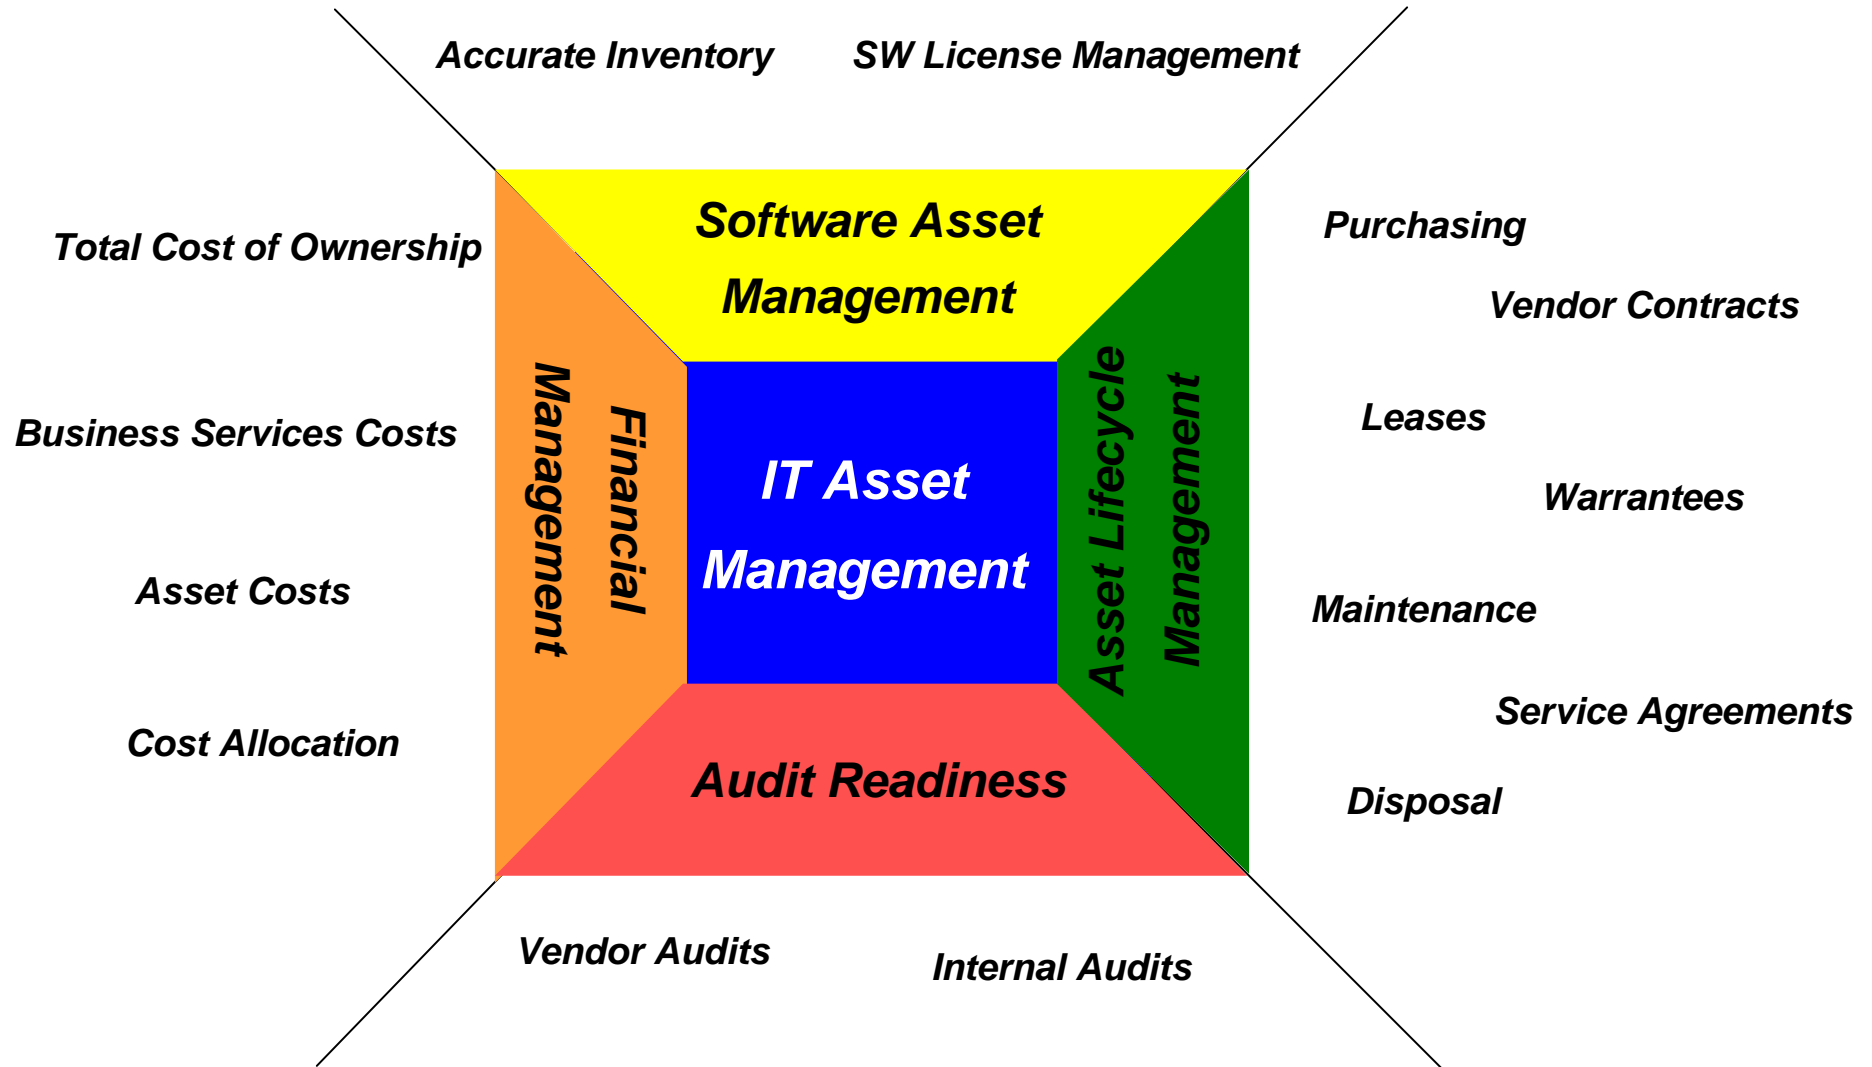 Accurate Inventory
SW License Management
Software Asset
Management
Total Cost of Ownership
Business Services Costs
Asset Costs
Cost Allocation
Financial
Management
IT Asset
Management
Asset Lifecycle
Management
Purchasing
Vendor Contracts
Leases
Warrantees
Maintenance
Service Agreements
Disposal
Audit Readiness
Vendor Audits
Internal Audits